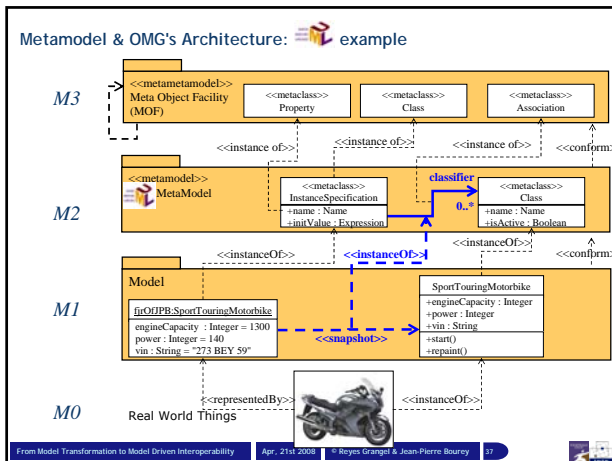 Metamodel & OMG's Architecture: example
M3
<<metametamodel>>
Meta Object Facility
(MOF)
<<metaclass>>
Property
<<metaclass>>
Class
<<metaclass>>
Association
<<instance of>>
<<instance of>>
<<instance of>>
<<conform:
M2
<<metamodel>>
MetaModel
<<metaclass>>
InstanceSpecification
+name : Name
+initValue : Expression
classifier
0..*
<<metaclass>>
Class
+name : Name
+isActive : Boolean
<<instanceOf>>
<<instanceOf>>
<<instanceOf>>
<<conform:
M1
Model
fjrOfJPB:SportTouringMotorbike
engineCapacity : Integer = 1300
power : Integer = 140
vin : String = "273 BEY 59"
<<snapshot>>
SportTouringMotorbike
+engineCapacity : Integer
+power : Integer
+vin : String
+start()
+repaint()
M0
Real World Things
<<representedBy>>
<<instanceOf>>
From Model Transformation to Model Driven Interoperability
Apr, 21st 2008
© Reyes Grangel & Jean-Pierre Bourey
37